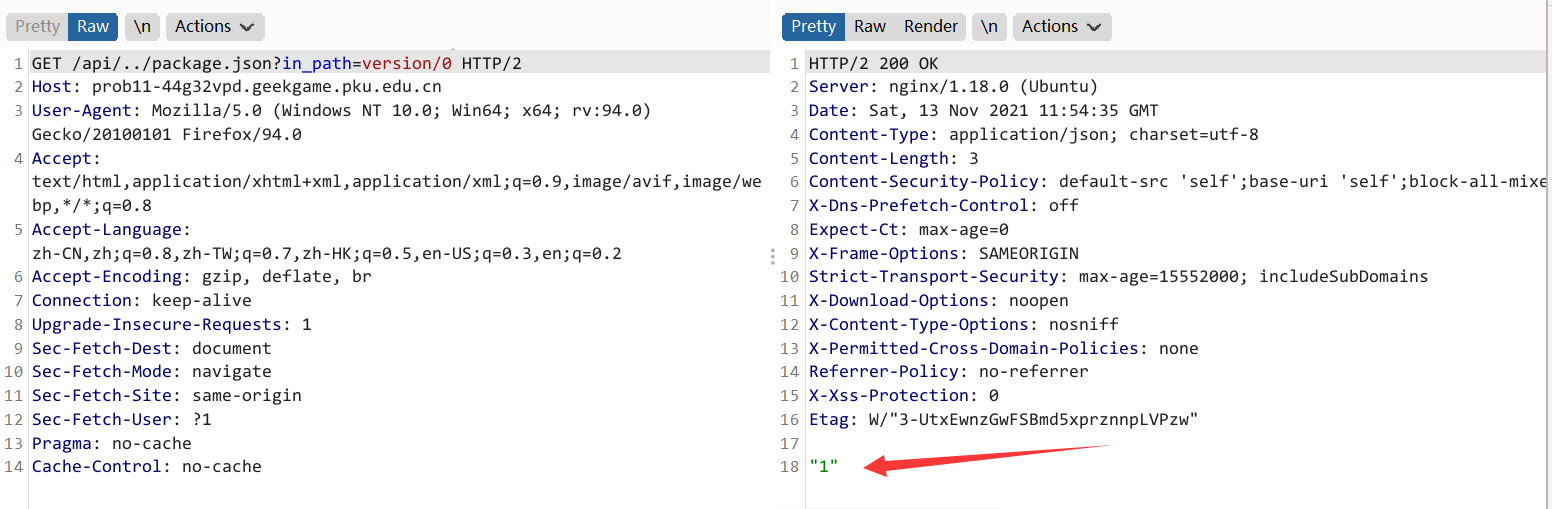 Pretty Raw \n Actions
1 GET /api/../package.json?in_path=version/0 HTTP/2
2 Host: prob11-44g32vpd.geekgame.pku.edu.cn
3 User-Agent: Mozilla/5.0 (Windows NT 10.0; Win64; x64; rv:94.0)
Gecko/20100101 Firefox/94.0
4 Accept:
text/html,application/xhtml+xml,application/xml;q=0.9,image/avif,image/we
bp,*/*;q=0.8
5 Accept-Language:
zh-CN,zh;q=0.8,zh-TW;q=0.7,zh-HK;q=0.5,en-US;q=0.3,en;q=0.2
6 Accept-Encoding: gzip, deflate, br
7 Connection: keep-alive
8 Upgrade-Insecure-Requests: 1
9 Sec-Fetch-Dest: document
10 Sec-Fetch-Mode: navigate
11 Sec-Fetch-Site: same-origin
12 Sec-Fetch-User: ?1
13 Pragma: no-cache
14 Cache-Control: no-cache
Pretty Raw Render \n Actions
1 HTTP/2 200 OK
2 Server: nginx/1.18.0 (Ubuntu)
3 Date: Sat, 13 Nov 2021 11:54:35 GMT
4 Content-Type: application/json; charset=utf-8
5 Content-Length: 3
6 Content-Security-Policy: default-src 'self';base-uri 'self';block-all-mixe
7 X-Dns-Prefetch-Control: off
8 Expect-Ct: max-age=0
9 X-Frame-Options: SAMEORIGIN
10 Strict-Transport-Security: max-age=15552000; includeSubDomains
11 X-Download-Options: noopen
12 X-Content-Type-Options: nosniff
13 X-Permitted-Cross-Domain-Policies: none
14 Referrer-Policy: no-referrer
15 X-Xss-Protection: 0
16 Etag: W/"3-UtxEwnzGwFSBmd5xprznnpLVPzw"
17
18 "1"